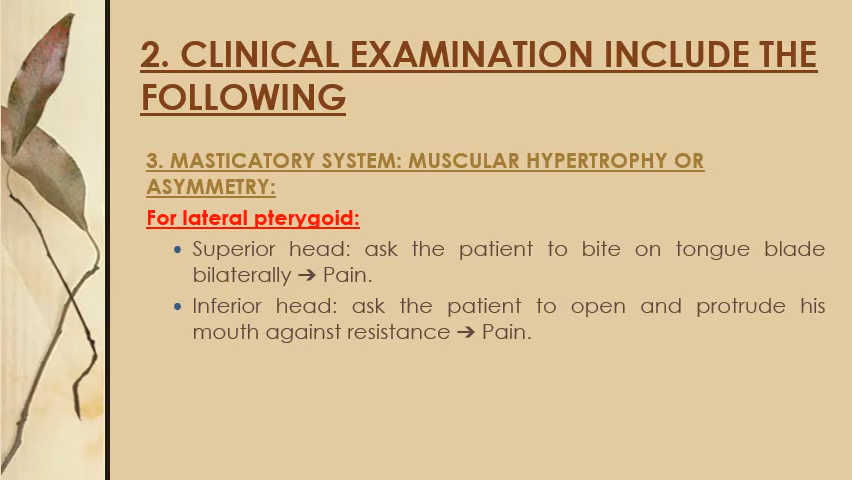 2. CLINICAL EXAMINATION INCLUDE THE
FOLLOWING
3. MASTICATORY SYSTEM: MUSCULAR HYPERTROPHY OR
ASYMMETRY:
For lateral pterygoid:
• Superior head: ask the patient to bite on tongue blade
bilaterally ➔ Pain.
• Inferior head: ask the patient to open and protrude his
mouth against resistance ➔ Pain.